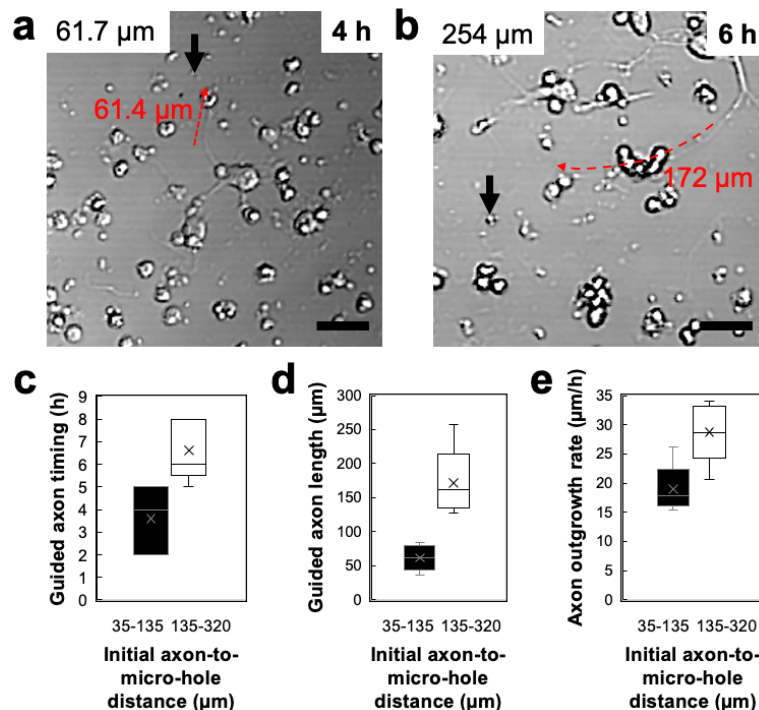 a
61.7 µm
4 h
61.4 µm
b
254 µm
6 h
172 µm
c
Guided axon timing (h)
9
8
7
6
5
4
3
2
1
0
35-135 135-320
Initial axon-to-
micro-hole
distance (µm)
d
Guided axon length (µm)
300
250
200
150
100
50
0
35-135 135-320
Initial axon-to-
micro-hole
distance (µm)
e
Axon outgrowth rate (µm/h)
35
30
25
20
15
10
5
0
35-135 135-320
Initial axon-to-
micro-hole
distance (µm)